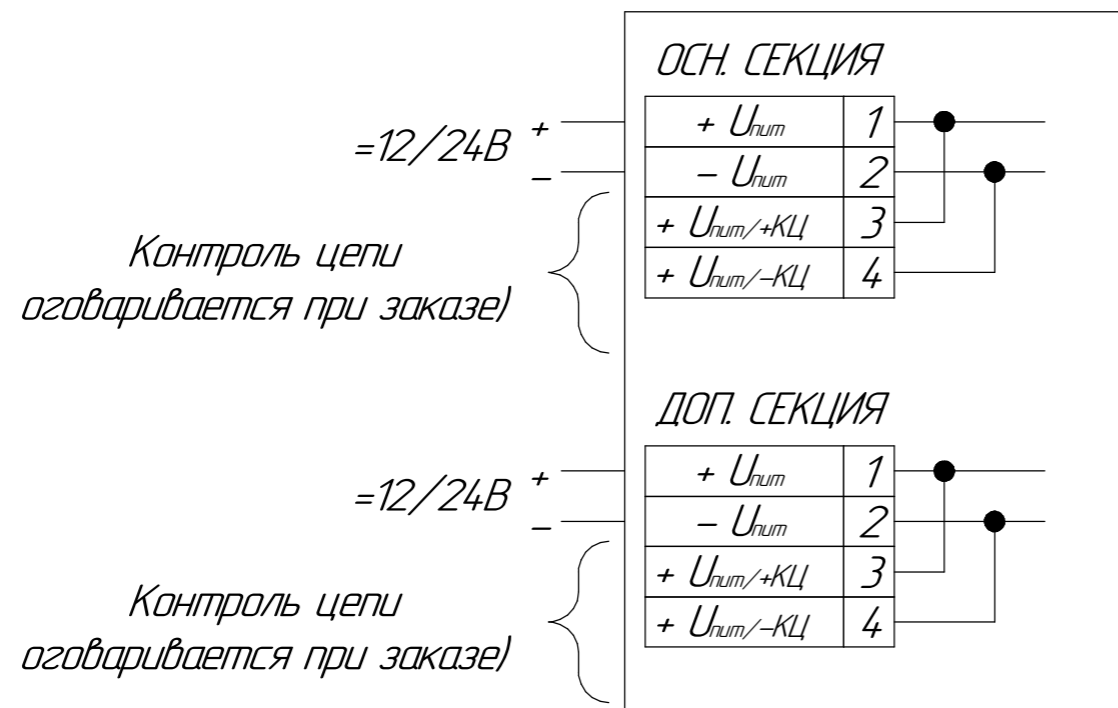 ОСН. СЕКЦИЯ
=12/24В + –
+ Uпит 1
– Uпит 2
+ Uпит/+КЦ 3
+ Uпит/–КЦ 4
Контроль цепи
оговаривается при заказе)
ДОП. СЕКЦИЯ
=12/24В + –
+ Uпит 1
– Uпит 2
+ Uпит/+КЦ 3
+ Uпит/–КЦ 4
Контроль цепи
оговаривается при заказе)